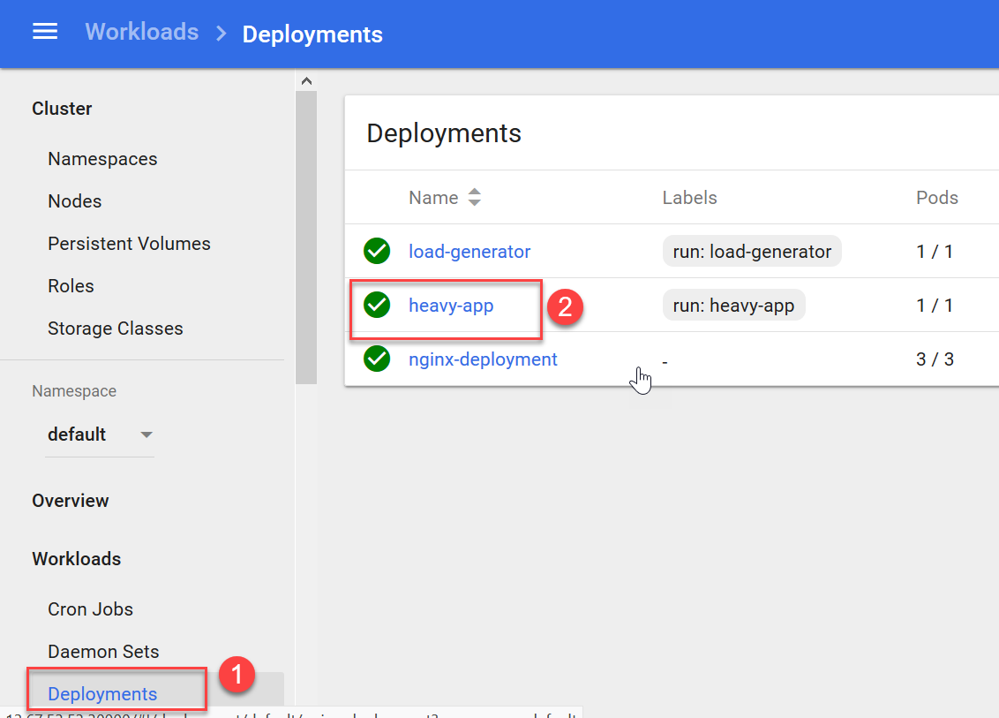 Workloads > Deployments
Cluster
Namespaces
Nodes
Persistent Volumes
Roles
Storage Classes
Namespace
default
Overview
Workloads
Cron Jobs
Daemon Sets
Deployments
1
Deployments
Name Labels Pods
load-generator run: load-generator 1 / 1
heavy-app 2 run: heavy-app 1 / 1
nginx-deployment - 3 / 3